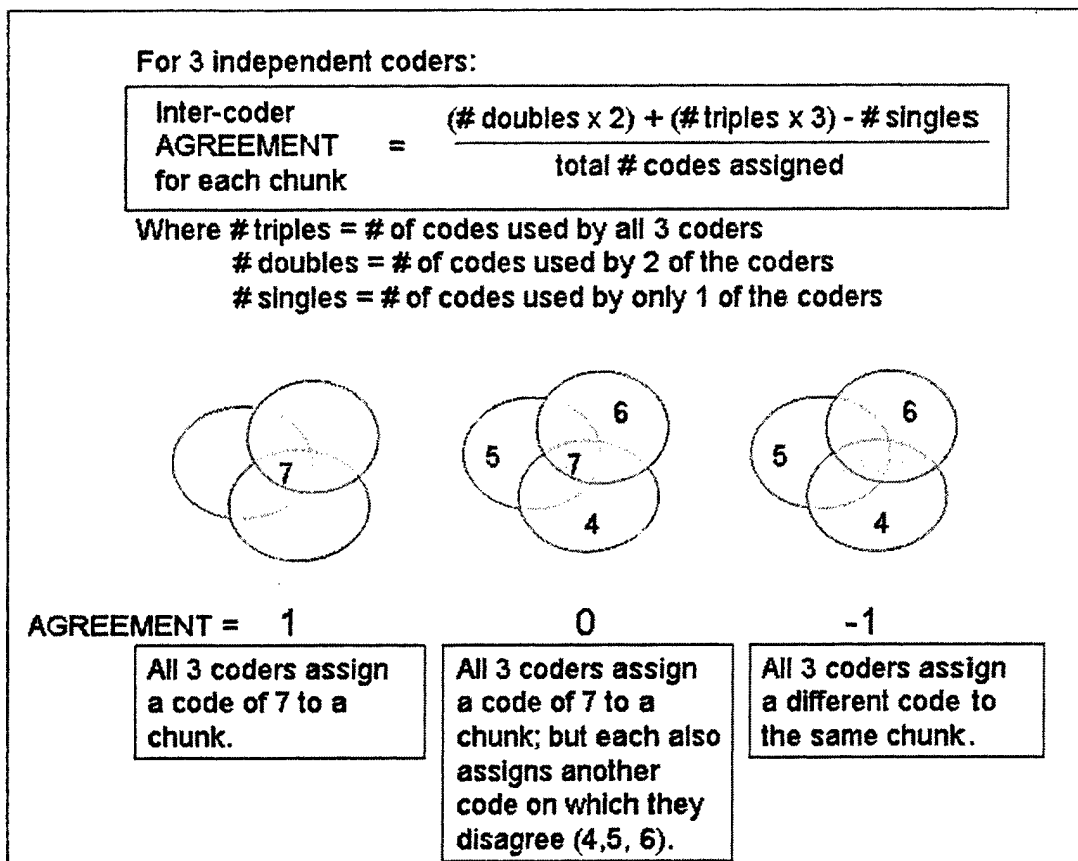 For 3 independent coders:
Inter-coder
AGREEMENT =
for each chunk
(# doubles x 2) + (# triples x 3) - # singles
total # codes assigned
Where # triples = # of codes used by all 3 coders
# doubles = # of codes used by 2 of the coders
# singles = # of codes used by only 1 of the coders
7
6
5
7
4
6
5
4
AGREEMENT = 1 0 -1
All 3 coders assign
a code of 7 to a
chunk.
All 3 coders assign
a code of 7 to a
chunk; but each also
assigns another
code on which they
disagree (4,5, 6).
All 3 coders assign
a different code to
the same chunk.